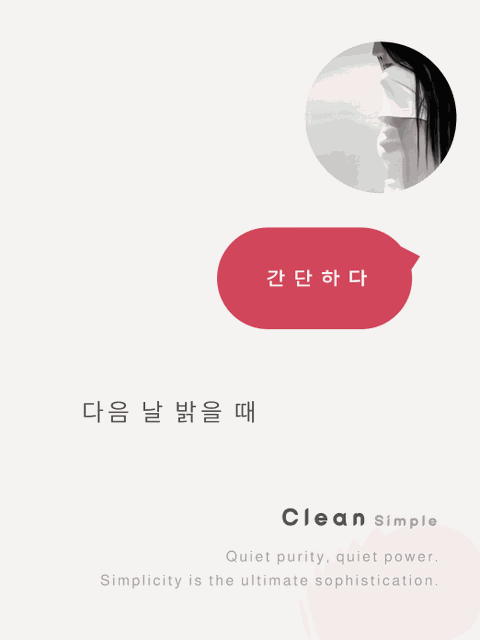 간단하다
다음 날 밝을 때
Clean Simple
Quiet purity, quiet power.
Simplicity is the ultimate sophistication.